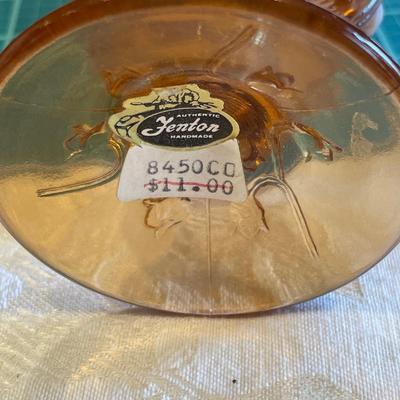 AUTHENTIC
Fenton
HANDMADE
8450CO
$11.00